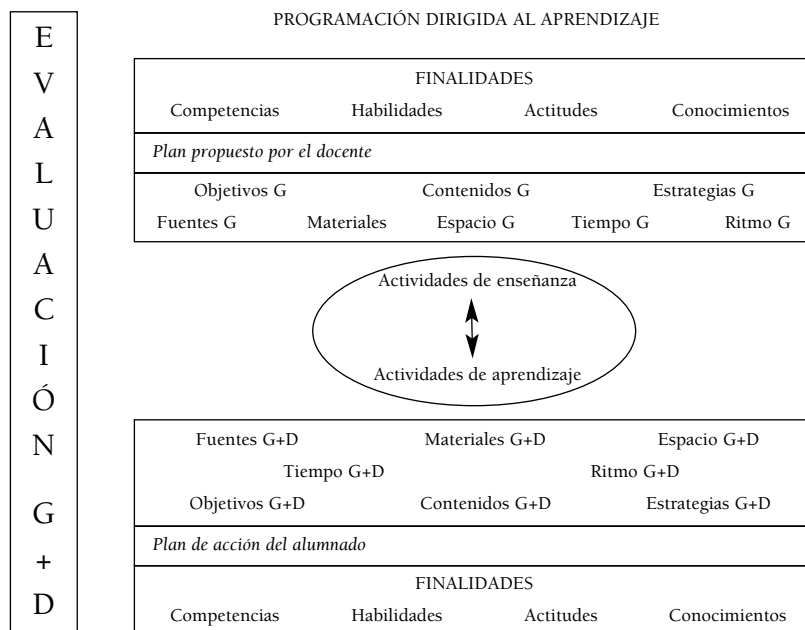 PROGRAMACIÓN DIRIGIDA AL APRENDIZAJE
EVALUACIÓN G+D
FINALIDADES
Competencias Habilidades Actitudes Conocimientos
Plan propuesto por el docente
Objetivos G Contenidos G Estrategias G
Fuentes G Materiales Espacio G Tiempo G Ritmo G
Actividades de enseñanza
Actividades de aprendizaje
Fuentes G+D Materiales G+D Espacio G+D
Tiempo G+D Ritmo G+D
Objetivos G+D Contenidos G+D Estrategias G+D
Plan de acción del alumnado
FINALIDADES
Competencias Habilidades Actitudes Conocimientos